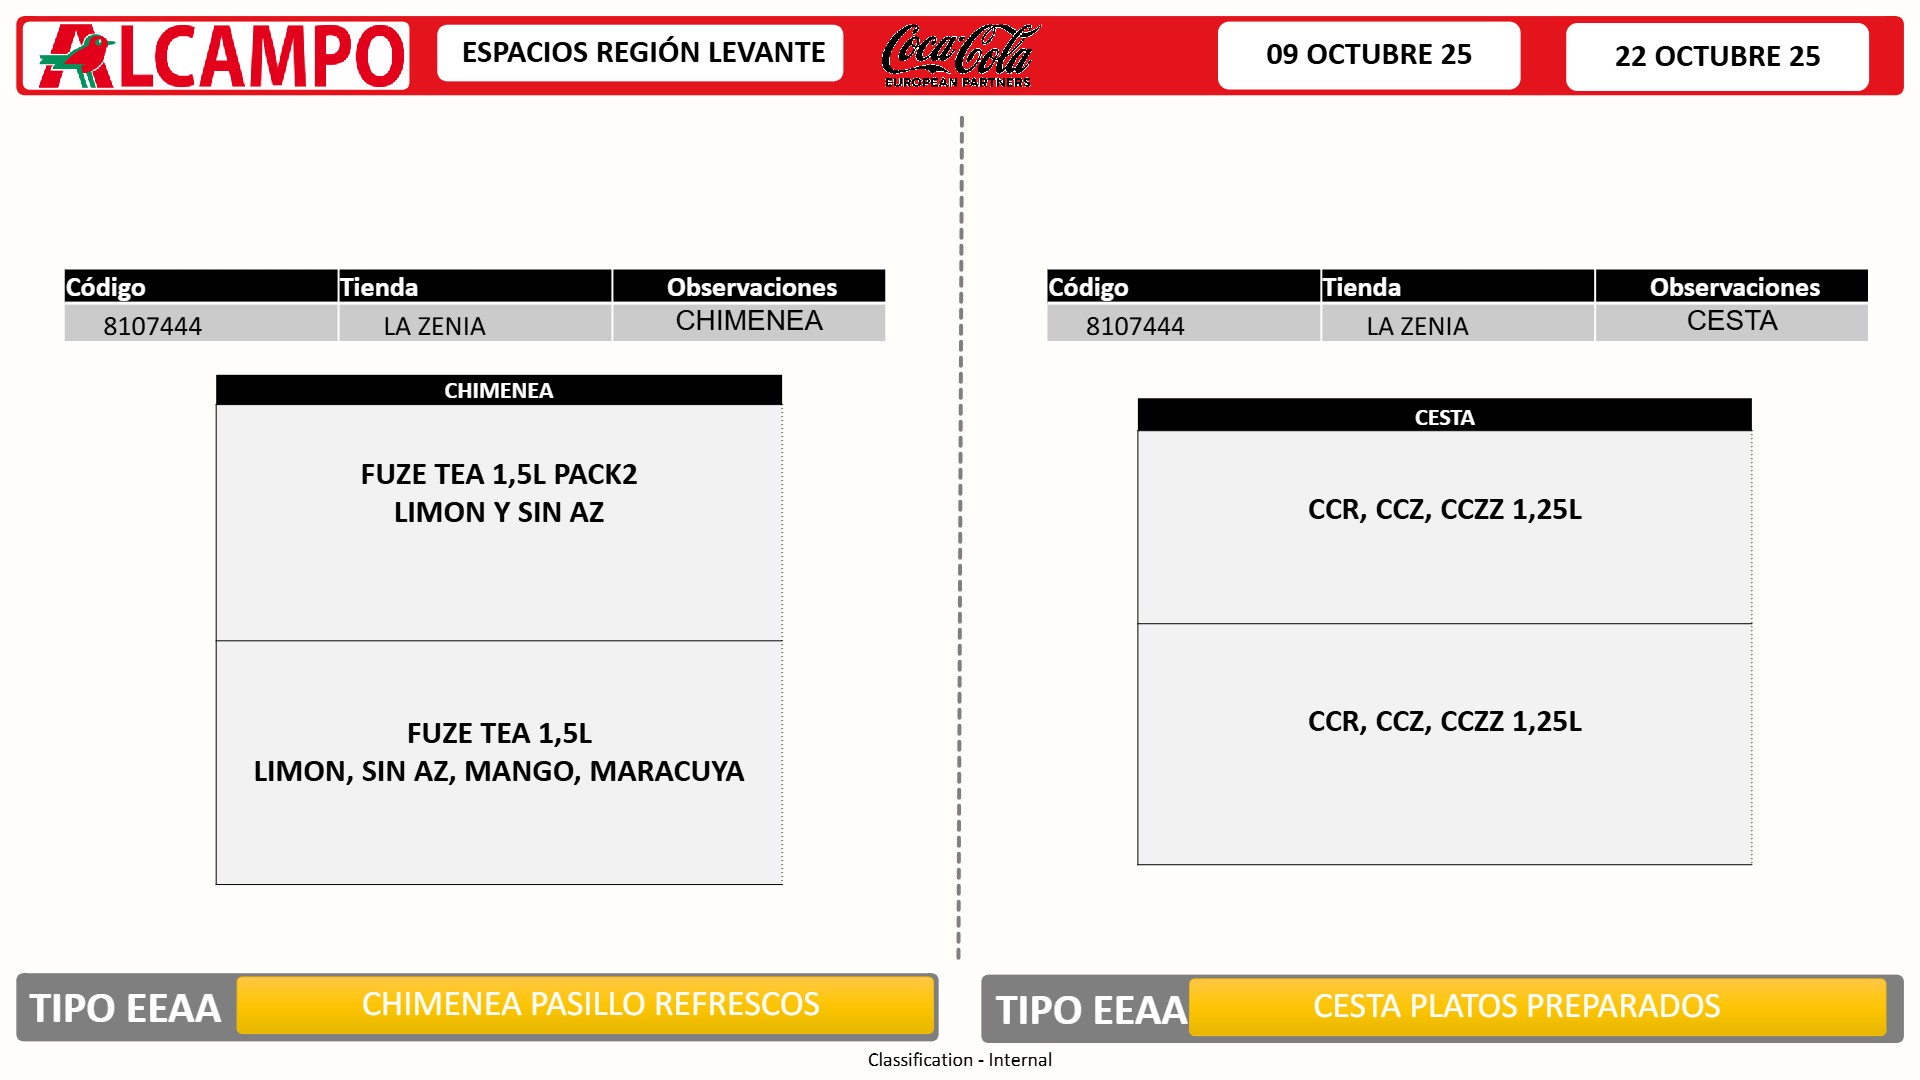 ALCAMPO
ESPACIOS REGIÓN LEVANTE
Coca-Cola
EUROPEAN PARTNERS
09 OCTUBRE 25
22 OCTUBRE 25
Código Tienda Observaciones
8107444 LA ZENIA CHIMENEA
CHIMENEA
FUZE TEA 1,5L PACK2
LIMON Y SIN AZ
FUZE TEA 1,5L
LIMON, SIN AZ, MANGO, MARACUYA
TIPO EEAA CHIMENEA PASILLO REFRESCOS
Código Tienda Observaciones
8107444 LA ZENIA CESTA
CESTA
CCR, CCZ, CCZZ 1,25L
CCR, CCZ, CCZZ 1,25L
TIPO EEAA CESTA PLATOS PREPARADOS
Classification - Internal